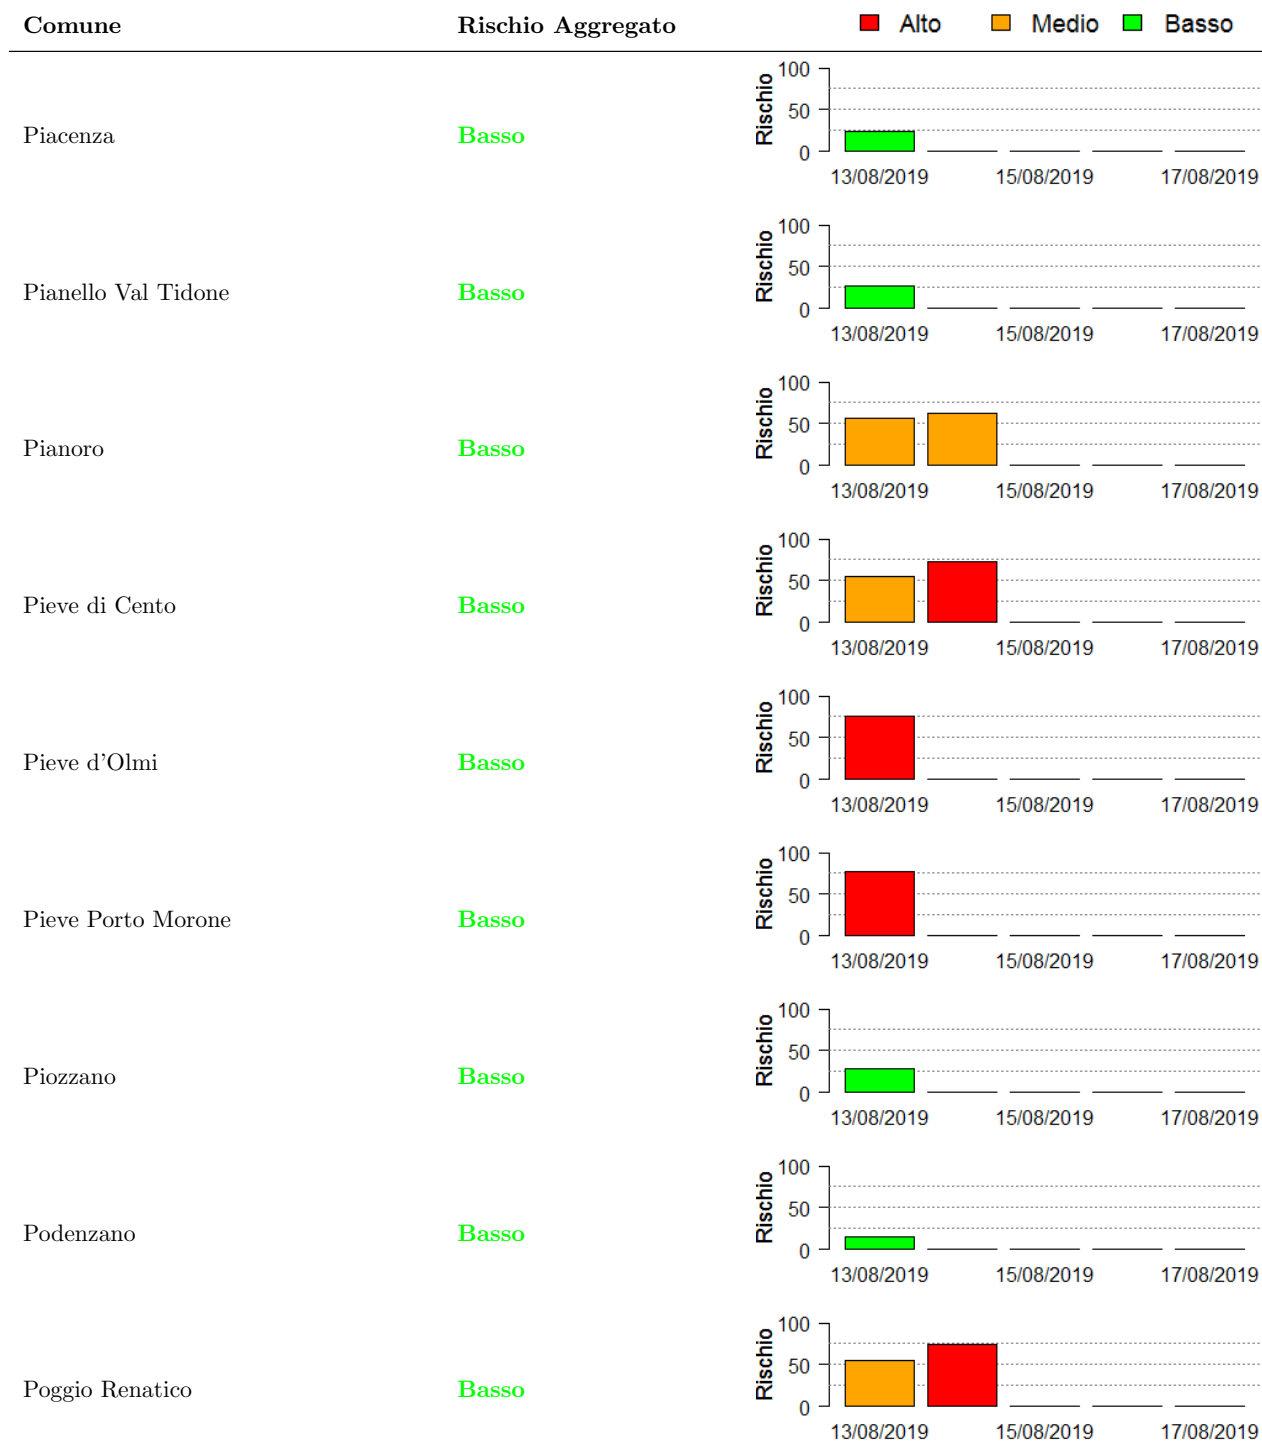 Comune Rischio Aggregato Alto Medio Basso
Piacenza Basso
Rischio
100
50
0
13/08/2019 15/08/2019 17/08/2019
Pianello Val Tidone Basso
Rischio
100
50
0
13/08/2019 15/08/2019 17/08/2019
Pianoro Basso
Rischio
100
50
0
13/08/2019 15/08/2019 17/08/2019
Pieve di Cento Basso
Rischio
100
50
0
13/08/2019 15/08/2019 17/08/2019
Pieve d'Olmi Basso
Rischio
100
50
0
13/08/2019 15/08/2019 17/08/2019
Pieve Porto Morone Basso
Rischio
100
50
0
13/08/2019 15/08/2019 17/08/2019
Piozzano Basso
Rischio
100
50
0
13/08/2019 15/08/2019 17/08/2019
Podenzano Basso
Rischio
100
50
0
13/08/2019 15/08/2019 17/08/2019
Poggio Renatico Basso
Rischio
100
50
0
13/08/2019 15/08/2019 17/08/2019